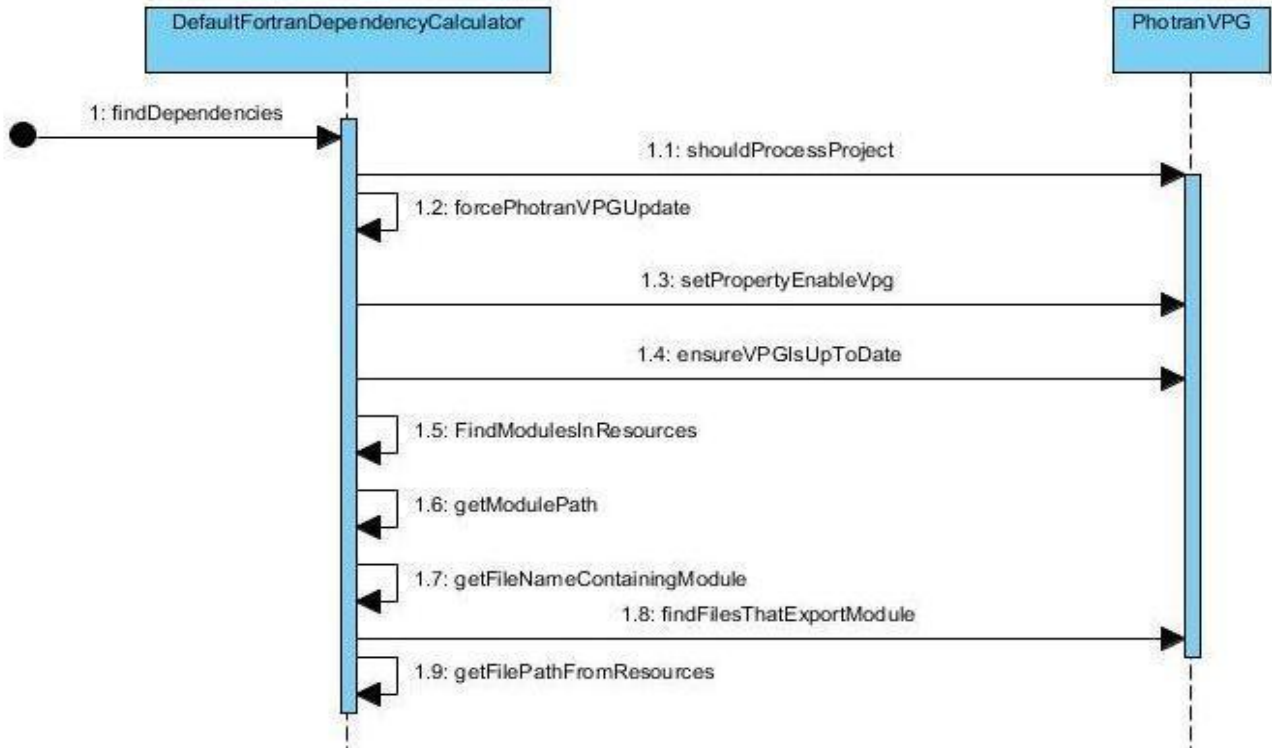 DefaultFortranDependencyCalculator
PhotranVPG
1: findDependencies
1.1: shouldProcessProject
1.2: forcePhotranVPGUpdate
1.3: setPropertyEnableVpg
1.4: ensureVPGIsUpToDate
1.5: FindModulesInResources
1.6: getModulePath
1.7: getFileNameContainingModule
1.8: findFilesThatExportModule
1.9: getFilePathFromResources